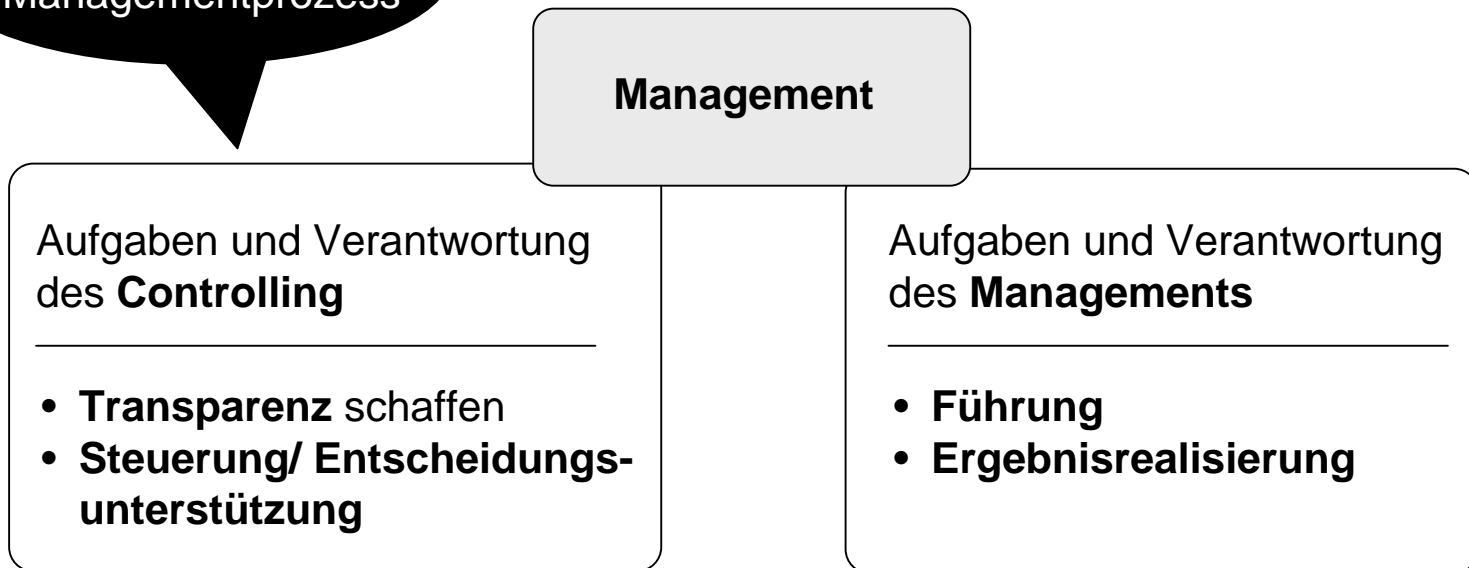 Managementprozess
Management
Aufgaben und Verantwortung
des Controlling
• Transparenz schaffen
• Steuerung/ Entscheidungs-
unterstützung
Aufgaben und Verantwortung
des Managements
• Führung
• Ergebnisrealisierung